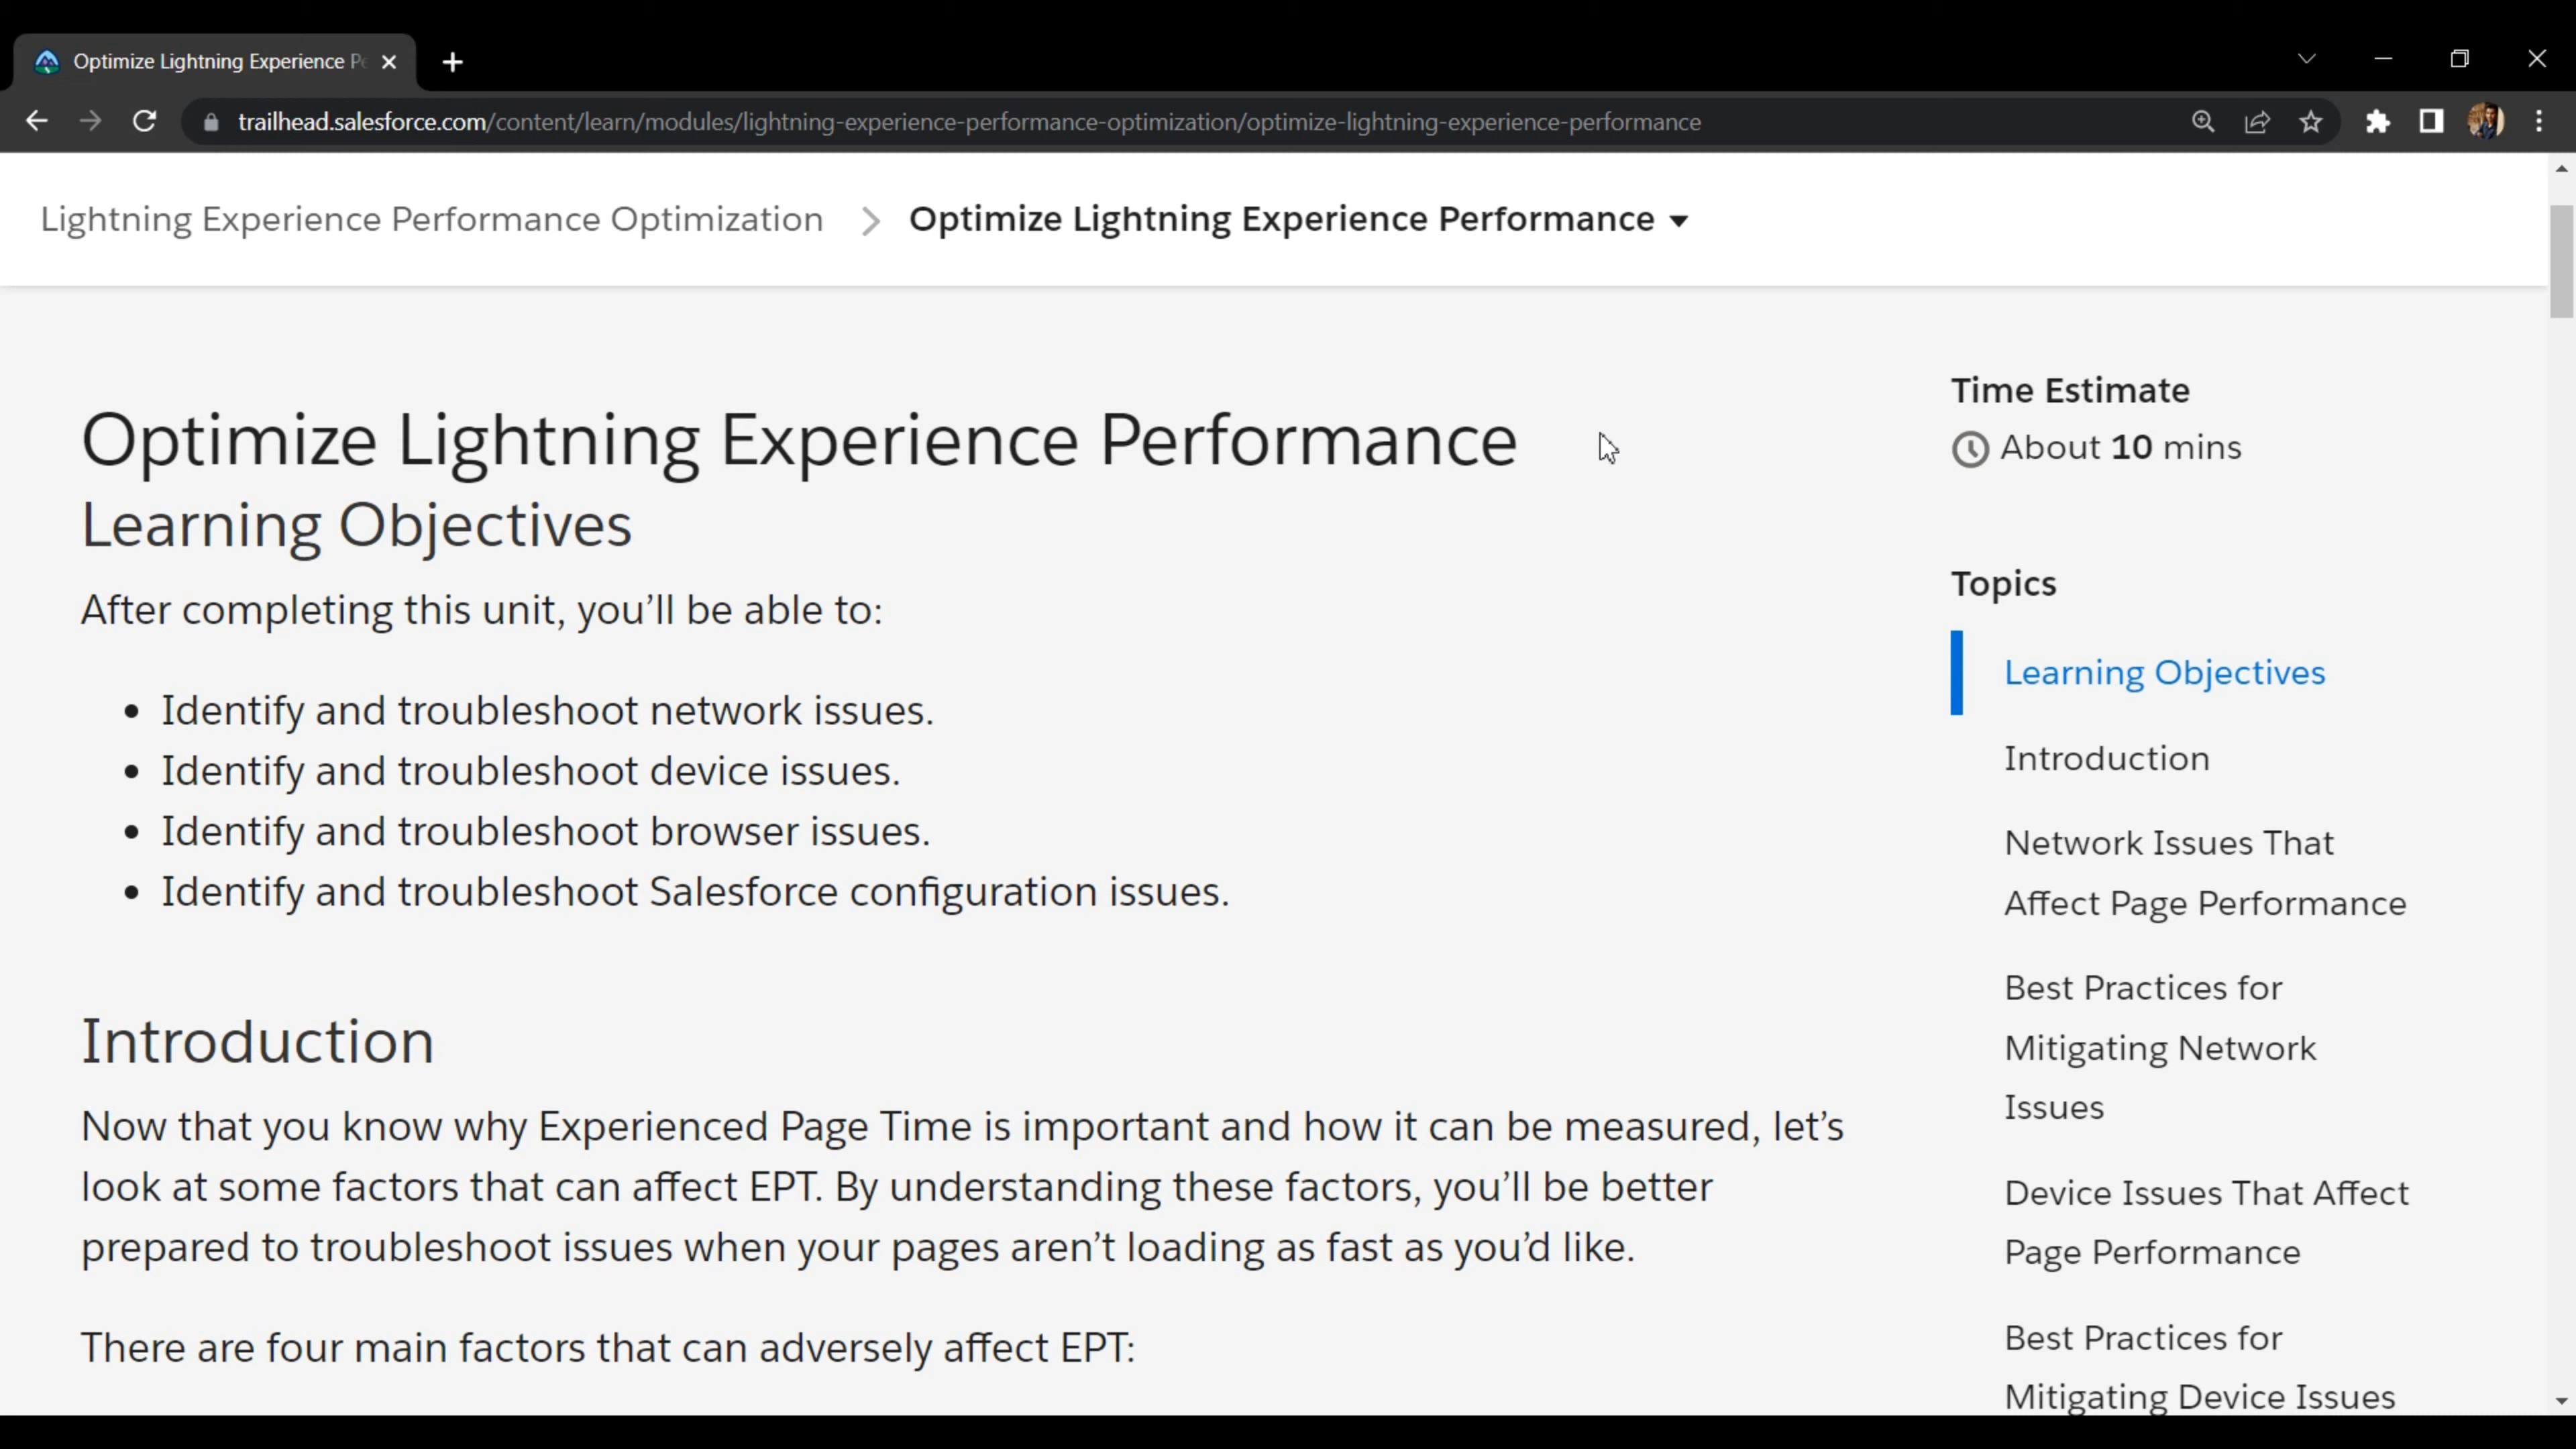 Optimize Lightning Experience
trailhead.salesforce.com/content/learn/modules/lightning-experience-performance-optimization/optimize-lightning-experience-performance
Lightning Experience Performance Optimization
Optimize Lightning Experience Performance
Optimize Lightning Experience Performance
Learning Objectives
After completing this unit, you’ll be able to:
• Identify and troubleshoot network issues.
• Identify and troubleshoot device issues.
• Identify and troubleshoot browser issues.
• Identify and troubleshoot Salesforce configuration issues.
Introduction
Now that you know why Experienced Page Time is important and how it can be measured, let’s
look at some factors that can affect EPT. By understanding these factors, you’ll be better
prepared to troubleshoot issues when your pages aren’t loading as fast as you’d like.
There are four main factors that can adversely affect EPT:
Time Estimate
About 10 mins
Topics
Learning Objectives
Introduction
Network Issues That
Affect Page Performance
Best Practices for
Mitigating Network
Issues
Device Issues That Affect
Page Performance
Best Practices for
Mitigating Device Issues